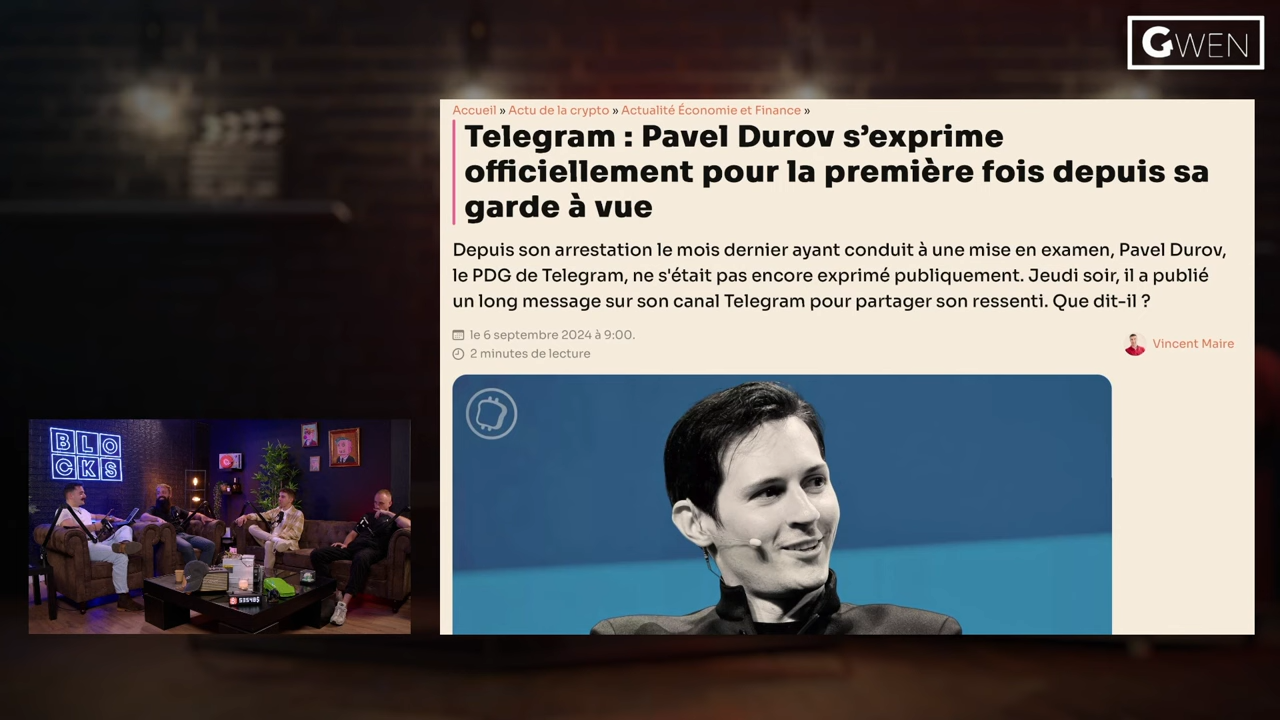 GWEN
Accueil » Actu de la crypto » Actualité Économie et Finance »
Telegram : Pavel Durov s’exprime
officiellement pour la première fois depuis sa
garde à vue
Depuis son arrestation le mois dernier ayant conduit à une mise en examen, Pavel Durov,
le PDG de Telegram, ne s'était pas encore exprimé publiquement. Jeudi soir, il a publié
un long message sur son canal Telegram pour partager son ressenti. Que dit-il ?
le 6 septembre 2024 à 9:00.
2 minutes de lecture
Vincent Maire
BLO
CKS